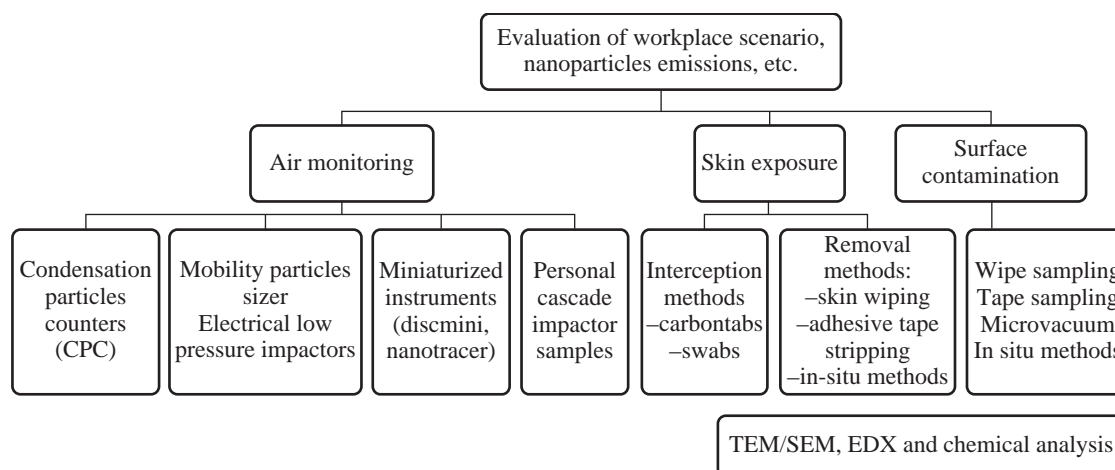 Evaluation of workplace scenario,
nanoparticles emissions, etc.
Air monitoring
Skin exposure
Surface
contamination
Condensation
particles
counters
(CPC)
Mobility particles
sizer
Electrical low
pressure impactors
Miniaturized
instruments
(discmini,
nanotracer)
Personal
cascade
impactor
samples
Interception
methods
–carbontabs
–swabs
Removal
methods:
–skin wiping
–adhesive tape
stripping
–in-situ methods
Wipe sampling
Tape sampling
Microvacuum
In situ methods
TEM/SEM, EDX and chemical analysis